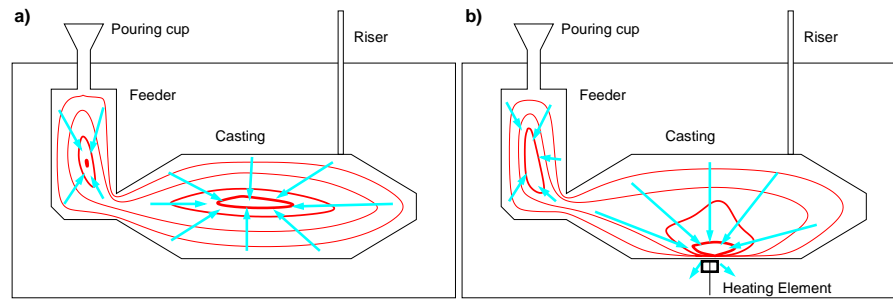 a)
Pouring cup
Riser
Feeder
Casting
b)
Pouring cup
Riser
Feeder
Casting
Heating Element